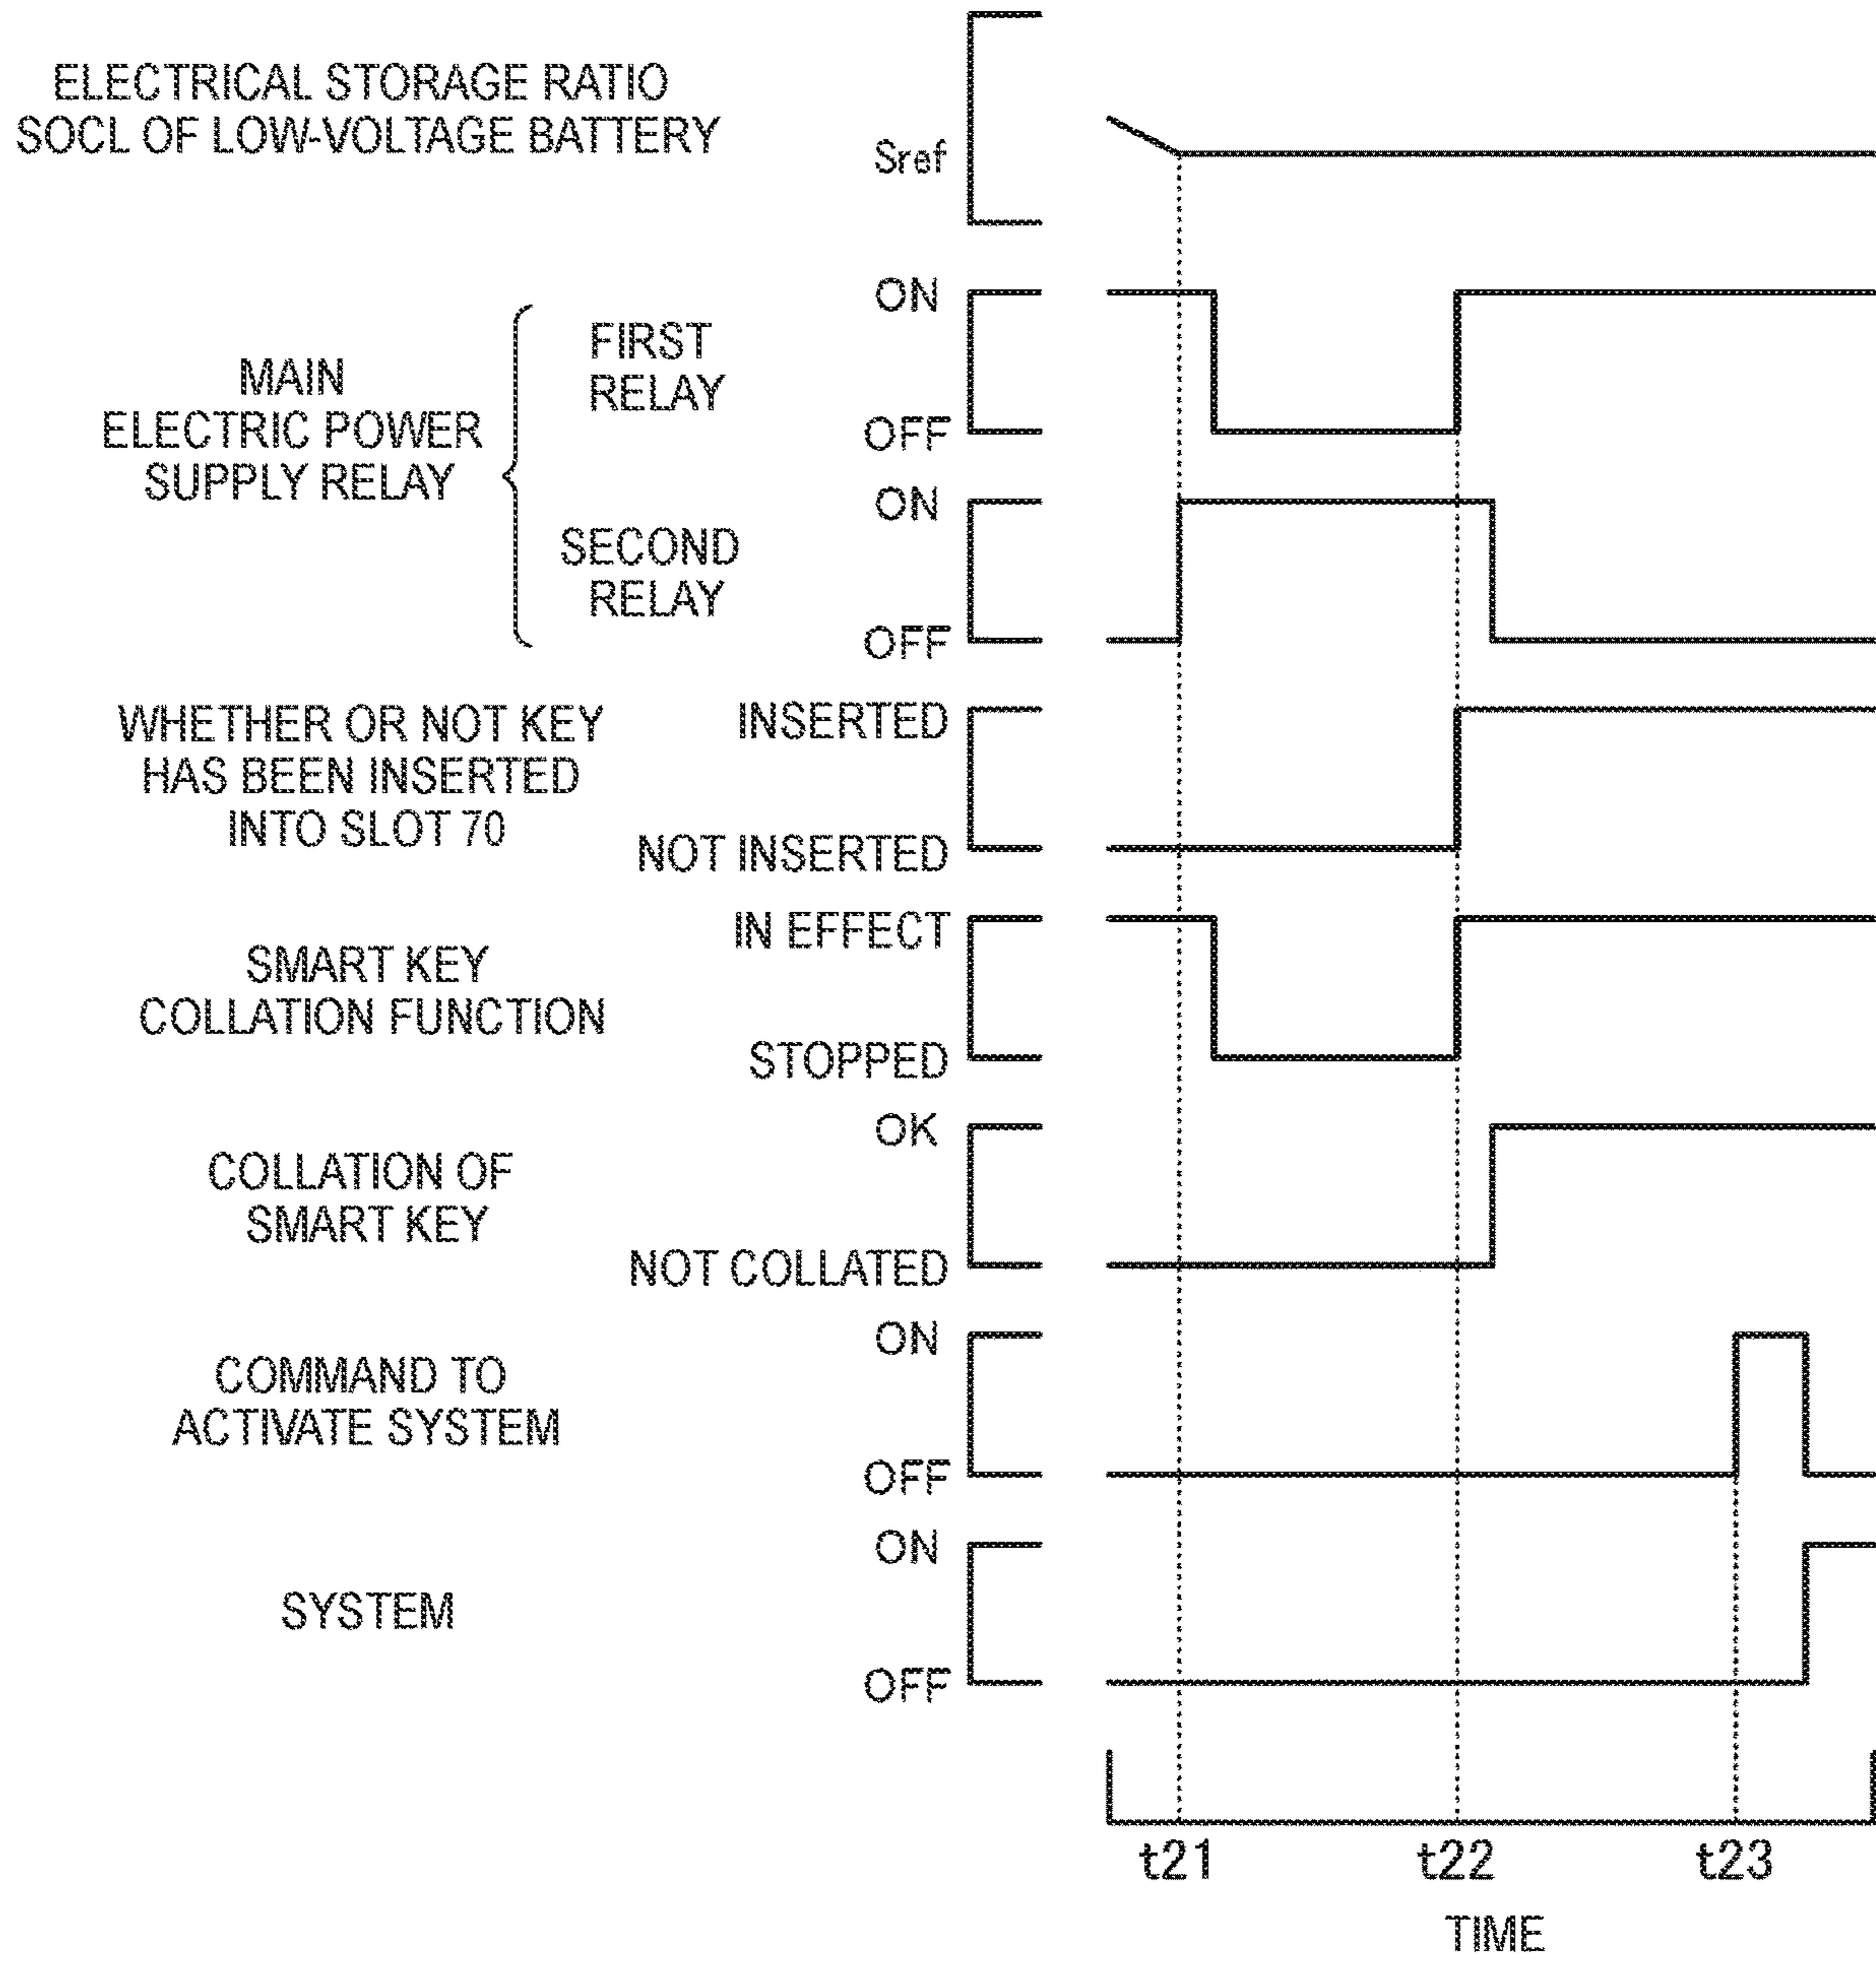 ELECTRICAL STORAGE RATIO
SOCL OF LOW-VOLTAGE BATTERY
Sref
MAIN
ELECTRIC POWER
SUPPLY RELAY
FIRST
RELAY
ON
OFF
SECOND
RELAY
ON
OFF
WHETHER OR NOT KEY
HAS BEEN INSERTED
INTO SLOT 70
INSERTED
NOT INSERTED
SMART KEY
COLLATION FUNCTION
IN EFFECT
STOPPED
COLLATION OF
SMART KEY
OK
NOT COLLATED
COMMAND TO
ACTIVATE SYSTEM
ON
OFF
SYSTEM
ON
OFF
t21 t22 t23
TIME